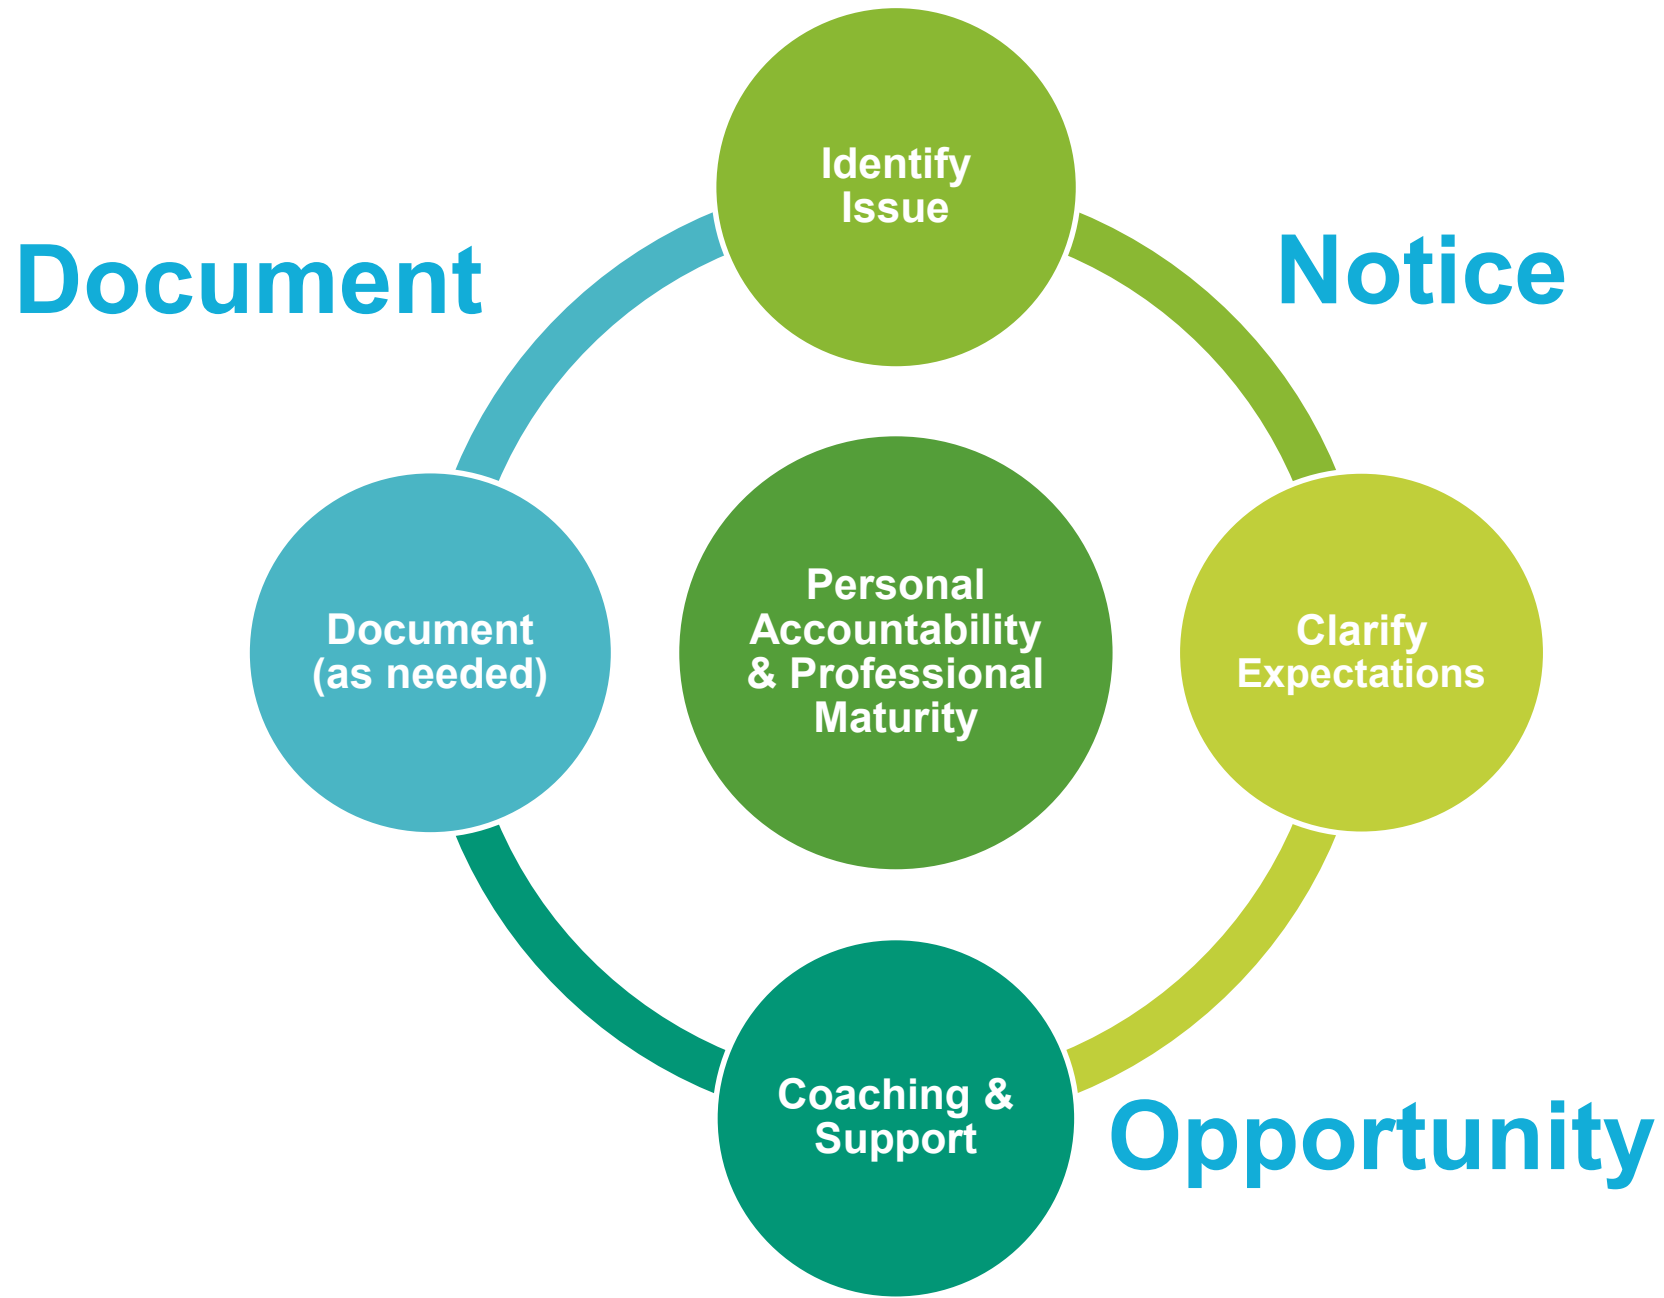 Identify
Issue
Document
Notice
Document
(as needed)
Personal
Accountability
& Professional
Maturity
Clarify
Expectations
Coaching &
Support
Opportunity